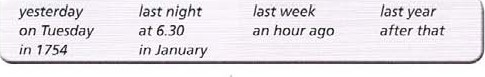 yesterday last night last week last year
on Tuesday at 6.30 an hour ago after that
in 1754 in January